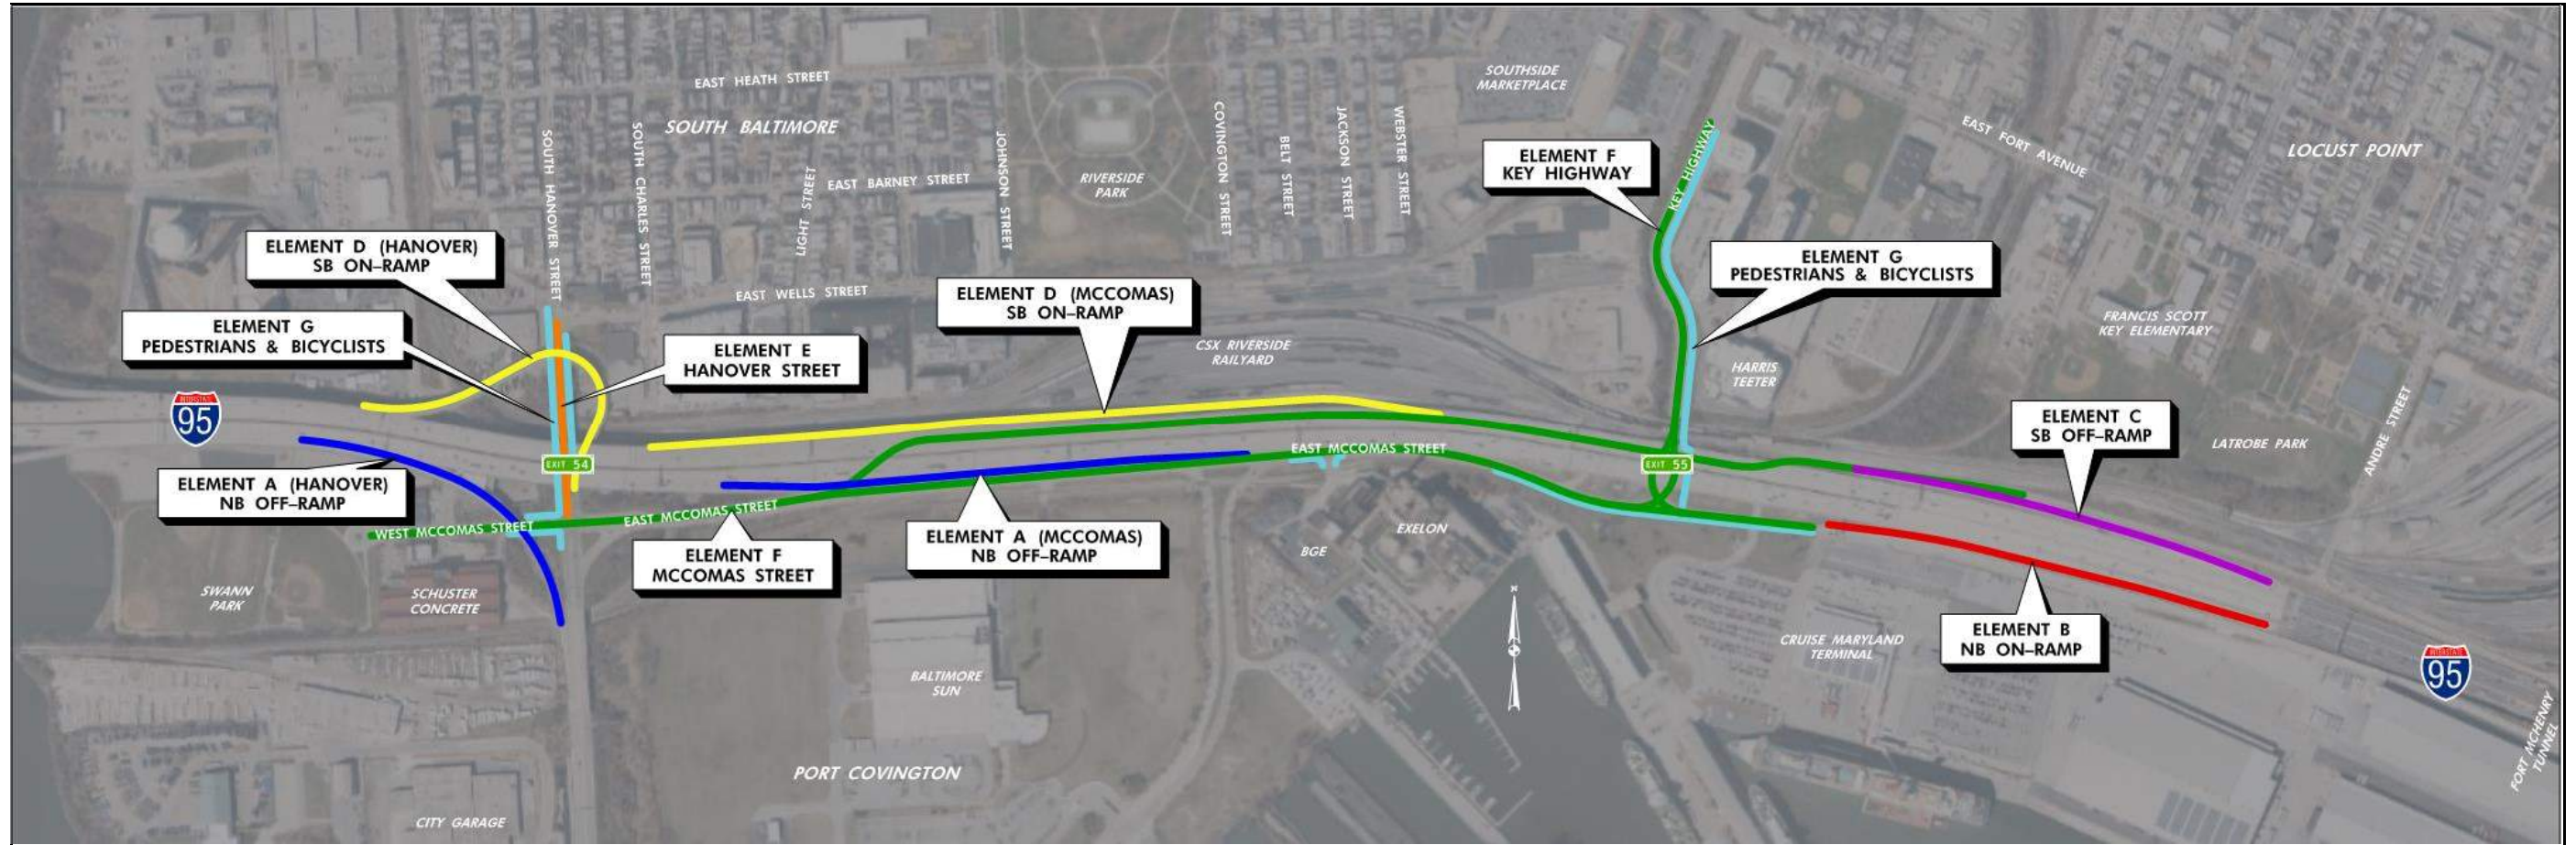 EAST HEATH STREET
SOUTH BALTIMORE
SOUTH HANOVER STREET
SOUTH CHARLES STREET
LIGHT STREET
EAST BARNEY STREET
JOHNSON STREET
RIVERSIDE
PARK
COVINGTON STREET
BELT STREET
JACKSON STREET
WEBSTER STREET
SOUTHSIDE
MARKETPLACE
KEY HIGHWAY
EAST FORT AVENUE
LOCUST POINT
ELEMENT F
KEY HIGHWAY
ELEMENT D (HANOVER)
SB ON-RAMP
ELEMENT G
PEDESTRIANS & BICYCLISTS
EAST WELLS STREET
ELEMENT D (MCCOMAS)
SB ON-RAMP
ELEMENT G
PEDESTRIANS & BICYCLISTS
ELEMENT E
HANOVER STREET
CSX RIVERSIDE
RAILYARD
HARRIS
TEETER
FRANCIS SCOTT
KEY ELEMENTARY
INTERSTATE
95
ELEMENT C
SB OFF-RAMP
LATROBE PARK
ANDRE STREET
EXIT 54
EAST MCCOMAS STREET
EXIT 55
ELEMENT A (HANOVER)
NB OFF-RAMP
WEST MCCOMAS STREET
EAST MCCOMAS STREET
ELEMENT F
MCCOMAS STREET
ELEMENT A (MCCOMAS)
NB OFF-RAMP
BGE
EXELON
SWANN
PARK
SCHUSTER
CONCRETE
BALTIMORE
SUN
CRUISE MARYLAND
TERMINAL
ELEMENT B
NB ON-RAMP
INTERSTATE
95
FORT MCHENRY
TUNNEL
PORT COVINGTON
CITY GARAGE